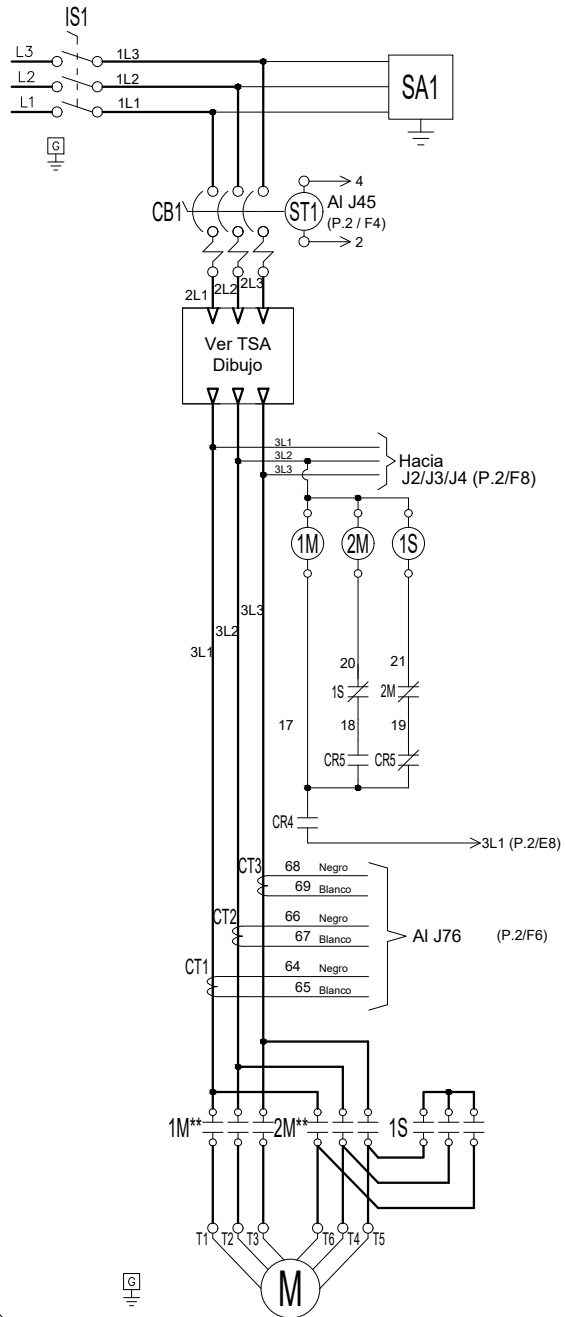 IS1
L3 1L3
L2 1L2
L1 1L1
SA1
G
CB1
ST1
4
Al J45
(P.2 / F4)
2
2L1 2L2 2L3
Ver TSA
Dibujo
3L1
3L2
3L3
Hacia
J2/J3/J4 (P.2/F8)
1M 2M 1S
3L3
3L2
3L1
20 21
1S 2M
17 18 19
CR5 CR5
CR4
3L1 (P.2/E8)
CT3 68 Negro
69 Blanco
CT2 66 Negro
67 Blanco
Al J76 (P.2/F6)
CT1 64 Negro
65 Blanco
1M** 2M** 1S
T1 T2 T3 T6 T4 T5
G
M